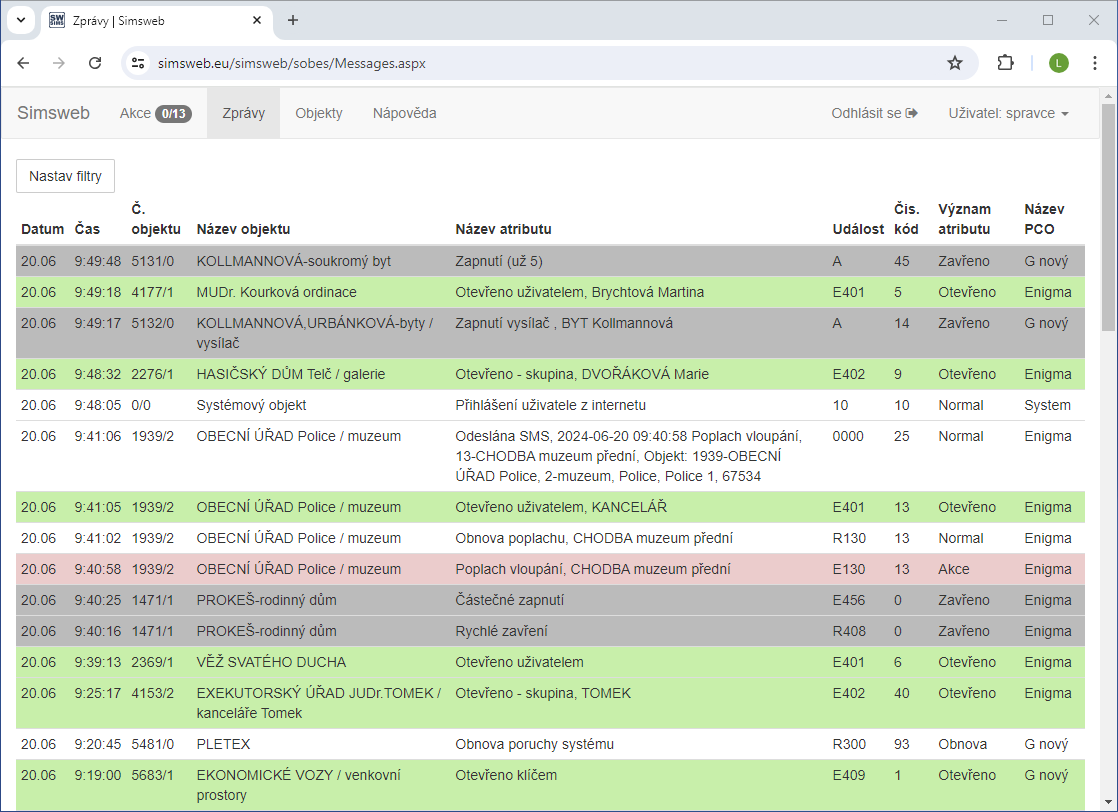 Zprávy | Simsweb
simsweb.eu/simsweb/sobes/Messages.aspx
L
Simsweb Akce 0/13 Zprávy Objekty Nápověda Odhlásit se Uživatel: spravce
Nastav filtry
Datum Čas Č. objektu Název objektu Název atributu Událost Čís. kód Význam atributu Název PCO
20.06 9:49:48 5131/0 KOLLMANNOVÁ-soukromý byt Zapnutí (už 5) A 45 Zavřeno G nový
20.06 9:49:18 4177/1 MUDr. Kourková ordinace Otevřeno uživatelem, Brychtová Martina E401 5 Otevřeno Enigma
20.06 9:49:17 5132/0 KOLLMANNOVÁ,URBÁNKOVÁ-byty / Zapnutí vysílač , BYT Kollmannová A 14 Zavřeno G nový
vysílač
20.06 9:48:32 2276/1 HASIČSKÝ DŮM Telč / galerie Otevřeno - skupina, DVOŘÁKOVÁ Marie E402 9 Otevřeno Enigma
20.06 9:48:05 0/0 Systémový objekt Přihlášení uživatele z internetu 10 10 Normal System
20.06 9:41:06 1939/2 OBECNÍ ÚŘAD Police / muzeum Odeslána SMS, 2024-06-20 09:40:58 Poplach vloupání, 0000 25 Normal Enigma
13-CHODBA muzeum přední, Objekt: 1939-OBECNÍ
ÚŘAD Police, 2-muzeum, Police, Police 1, 67534
20.06 9:41:05 1939/2 OBECNÍ ÚŘAD Police / muzeum Otevřeno uživatelem, KANCELÁŘ E401 13 Otevřeno Enigma
20.06 9:41:02 1939/2 OBECNÍ ÚŘAD Police / muzeum Obnova poplachu, CHODBA muzeum přední R130 13 Normal Enigma
20.06 9:40:58 1939/2 OBECNÍ ÚŘAD Police / muzeum Poplach vloupání, CHODBA muzeum přední E130 13 Akce Enigma
20.06 9:40:25 1471/1 PROKEŠ-rodinný dům Částečné zapnutí E456 0 Zavřeno Enigma
20.06 9:40:16 1471/1 PROKEŠ-rodinný dům Rychlé zavření R408 0 Zavřeno Enigma
20.06 9:39:13 2369/1 VĚŽ SVATÉHO DUCHA Otevřeno uživatelem E401 6 Otevřeno Enigma
20.06 9:25:17 4153/2 EXEKUTORSKÝ ÚŘAD JUDr.TOMEK / Otevřeno - skupina, TOMEK E402 40 Otevřeno Enigma
kanceláře Tomek
20.06 9:20:45 5481/0 PLETEX Obnova poruchy systému R300 93 Obnova G nový
20.06 9:19:00 5683/1 EKONOMICKÉ VOZY / venkovní Otevřeno klíčem E409 1 Otevřeno G nový
prostory